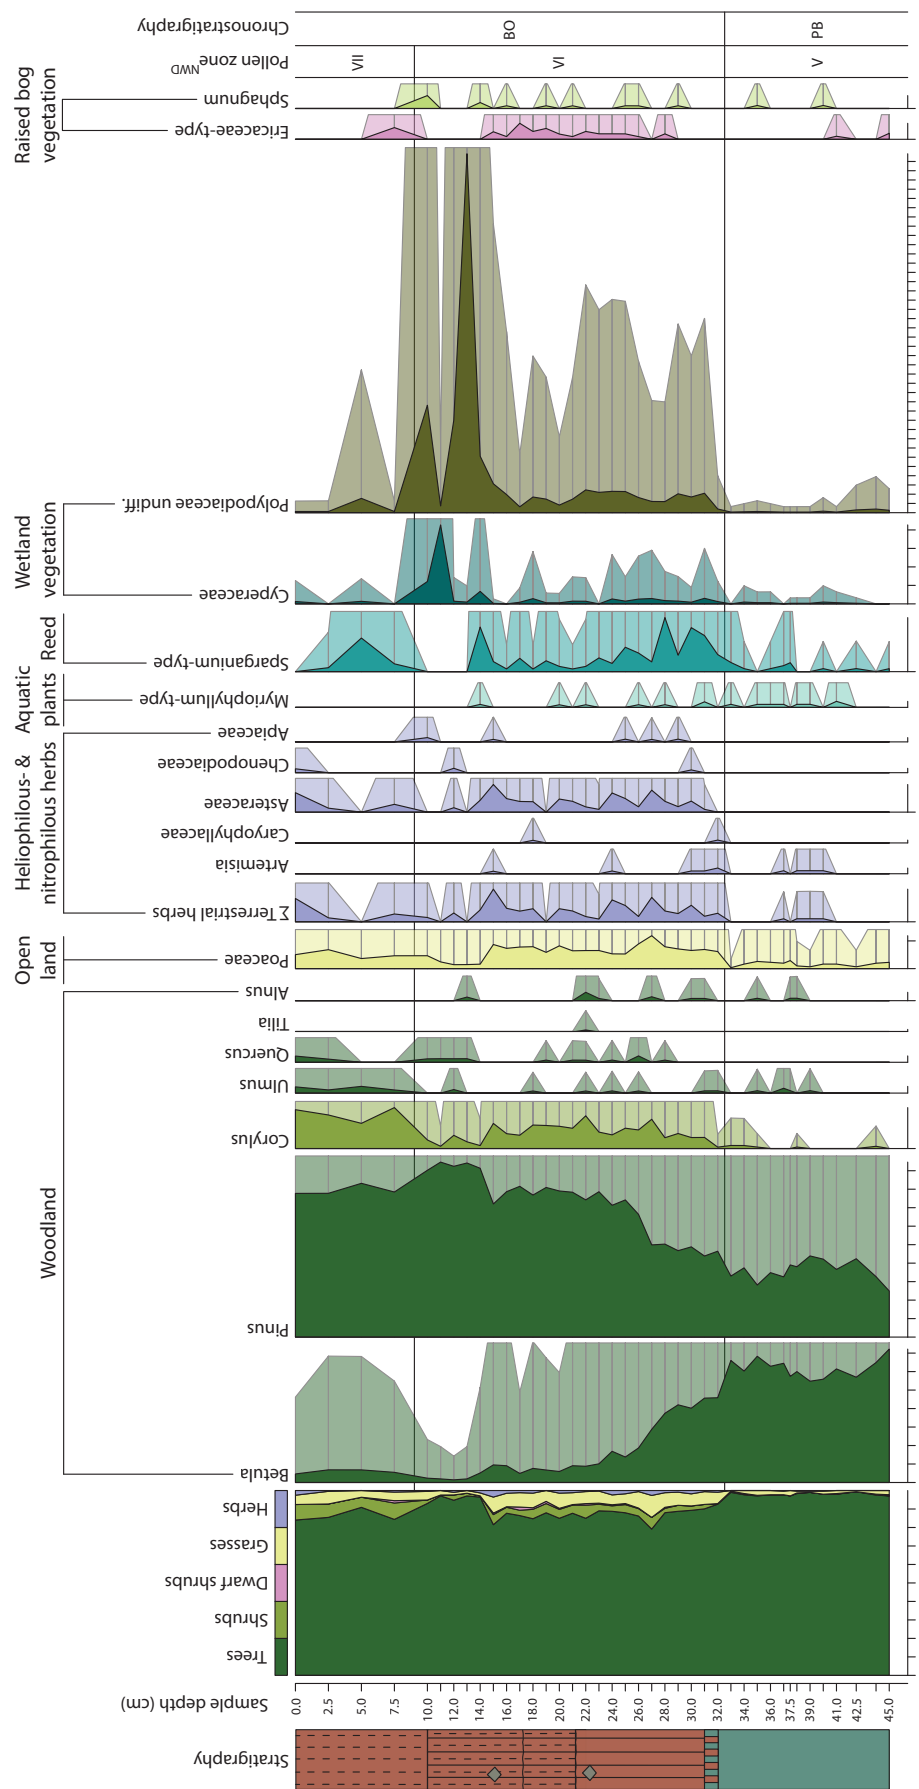 Stratigraphy
Sample depth (cm)
0.0
2.5
5.0
7.5
10.0
12.0
14.0
16.0
18.0
20.0
22.0
24.0
26.0
28.0
30.0
32.0
34.0
36.0
37.5
39.0
41.0
42.5
45.0
Trees
Shrubs
Dwarf shrubs
Grasses
Herbs
Woodland
Betula
Pinus
Corylus
Ulmus
Quercus
Tilia
Alnus
Open
land
Poaceae
Heliophilous- &
nitrophilous herbs
Σ Terrestrial herbs
Artemisia
Caryophyllaceae
Asteraceae
Chenopodiaceae
Apiaceae
Aquatic
plants
Myriophyllum-type
Reed
Sparganium-type
Wetland
vegetation
Cyperaceae
Polypodiaceae undiff.
Raised bog
vegetation
Ericaceae-type
Sphagnum
Pollen zone NWD
VII
VI
V
Chronostratigraphy
BO
PB